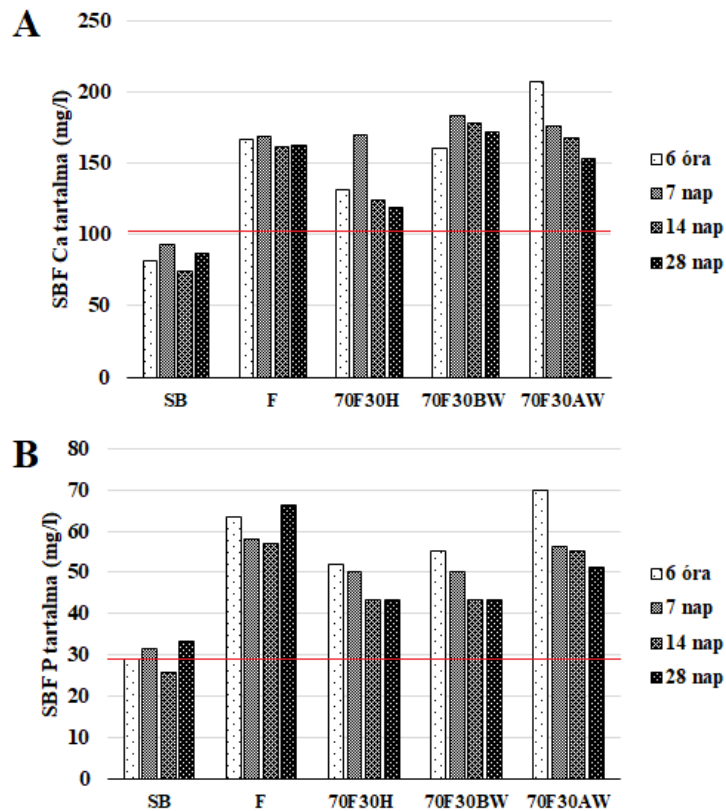 A
SBF Ca tartalma (mg/l)
250
200
150
100
50
0
SB F 70F30H 70F30BW 70F30AW
6 óra
7 nap
14 nap
28 nap
B
SBF P tartalma (mg/l)
80
70
60
50
40
30
20
10
0
SB F 70F30H 70F30BW 70F30AW
6 óra
7 nap
14 nap
28 nap